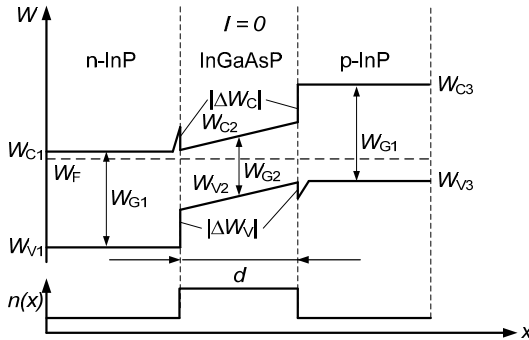 W
I = 0
n-InP
InGaAsP
p-InP
|ΔW_C|
W_C3
W_C2
W_C1
W_F
W_G1
W_G2
W_G1
W_V2
W_V3
|ΔW_V|
W_V1
d
n(x)
x